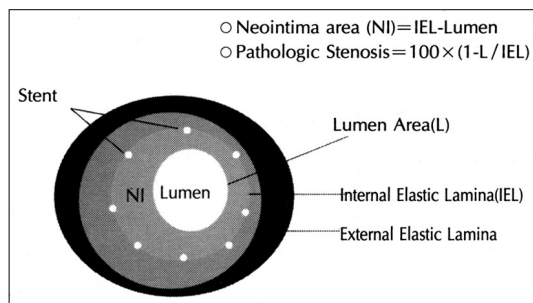 ○ Neointima area (NI)=IEL-Lumen
○ Pathologic Stenosis=100×(1-L/IEL)
Stent
Lumen Area(L)
NI Lumen
Internal Elastic Lamina(IEL)
External Elastic Lamina